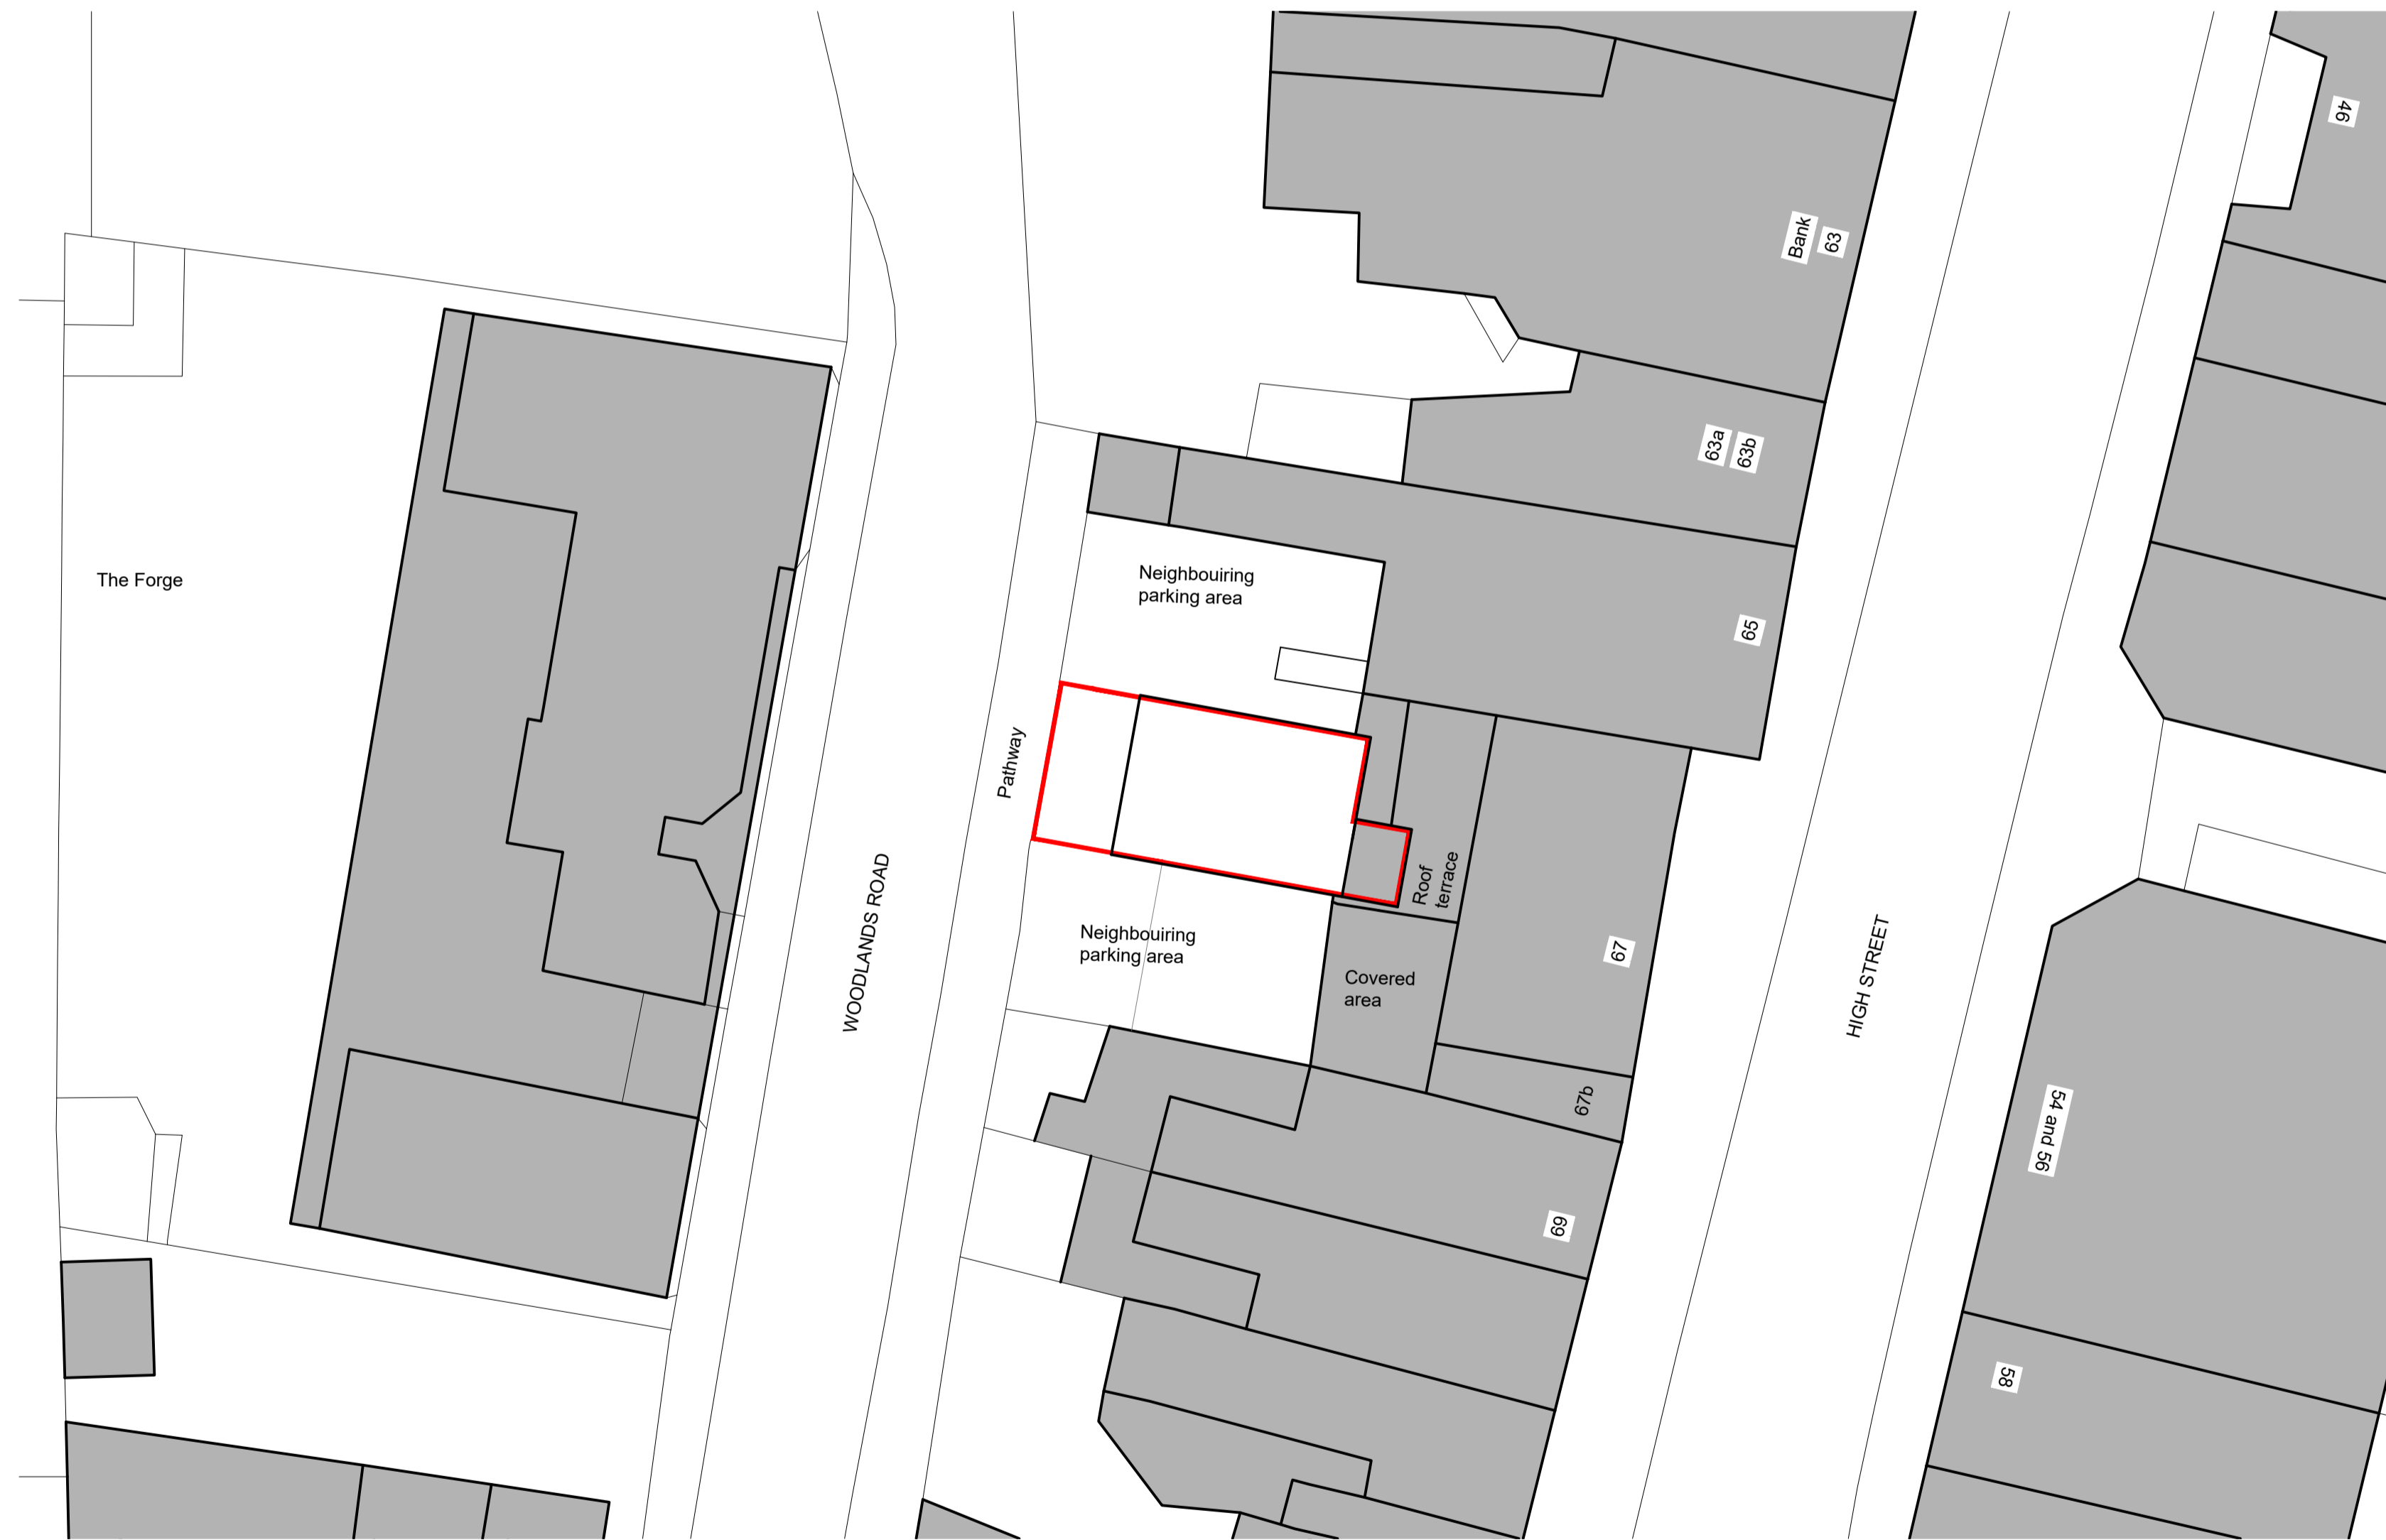 46
Bank
63
63a
63b
The Forge
Neighbouiring
parking area
65
Pathway
WOODLANDS ROAD
Roof
terrace
67
HIGH STREET
Neighbouiring
parking area
Covered
area
67b
54 and 56
69
58